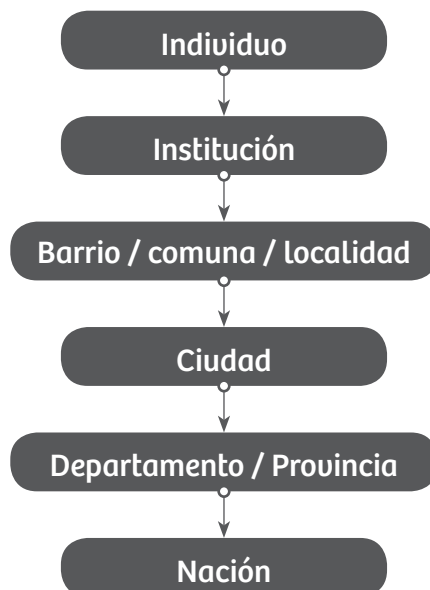 Individuo
Institución
Barrio / comuna / localidad
Ciudad
Departamento / Provincia
Nación